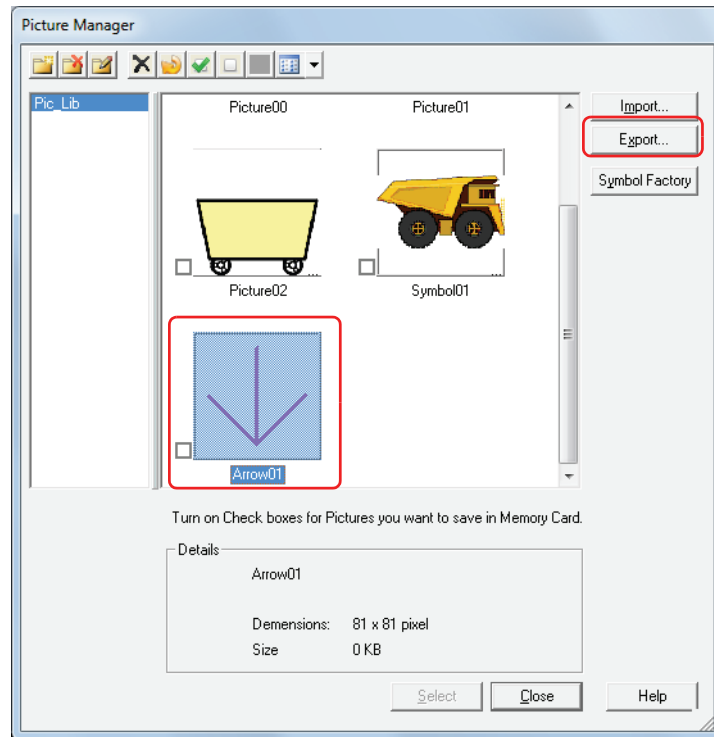 Picture Manager
Pic_Lib
Picture00 Picture01
Import...
Export...
Symbol Factory
...
...
Picture02 Symbol01
Arrow01
Turn on Check boxes for Pictures you want to save in Memory Card.
Details
Arrow01
Demensions: 81 x 81 pixel
Size 0 KB
Select Close Help